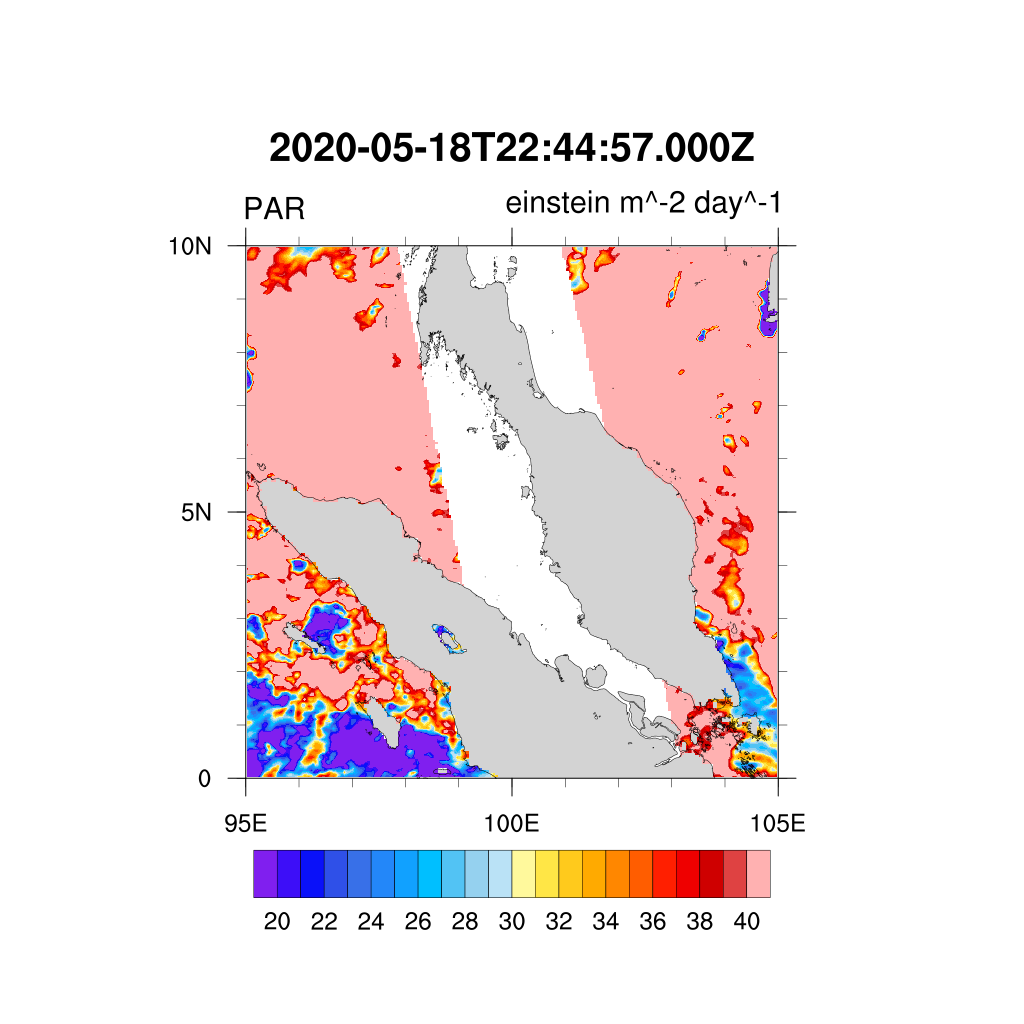 2020-05-18T22:44:57.000Z
PAR einstein m^-2 day^-1
10N
5N
0
95E 100E 105E
20 22 24 26 28 30 32 34 36 38 40